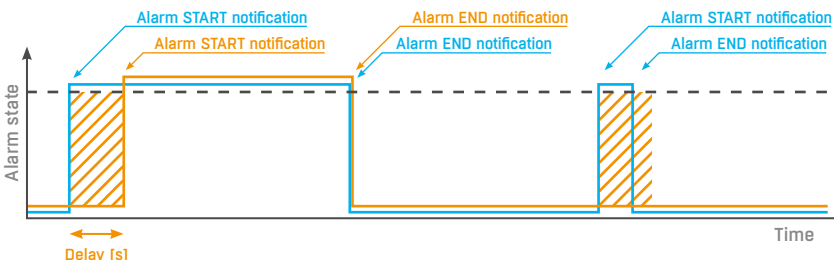 Alarm START notification
Alarm END notification
Alarm START notification
Alarm START notification
Alarm END notification
Alarm END notification
Alarm state
Time
Delay [s]